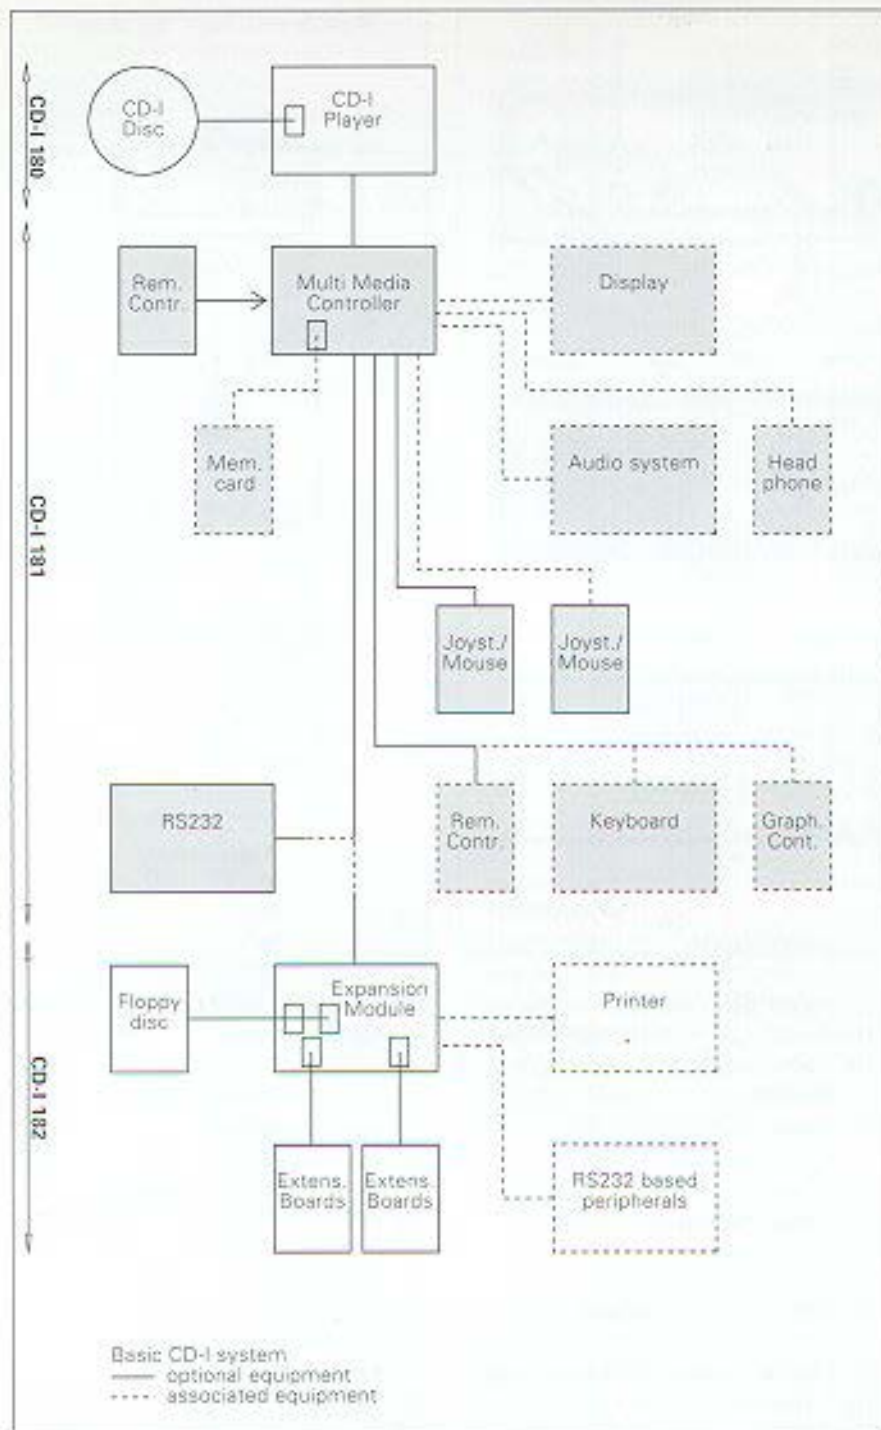 CD-I 180
CD-I
Disc
CD-I
Player
CD-I 181
Rem.
Contr.
Multi Media
Controller
Display
Mem.
card
Audio system
Head
phone
Joyst./
Mouse
Joyst./
Mouse
RS232
Rem.
Contr.
Keyboard
Graph.
Cont.
CD-I 182
Floppy
disc
Expansion
Module
Printer
Extens.
Boards
Extens.
Boards
RS232 based
peripherals
Basic CD-I system
optional equipment
associated equipment